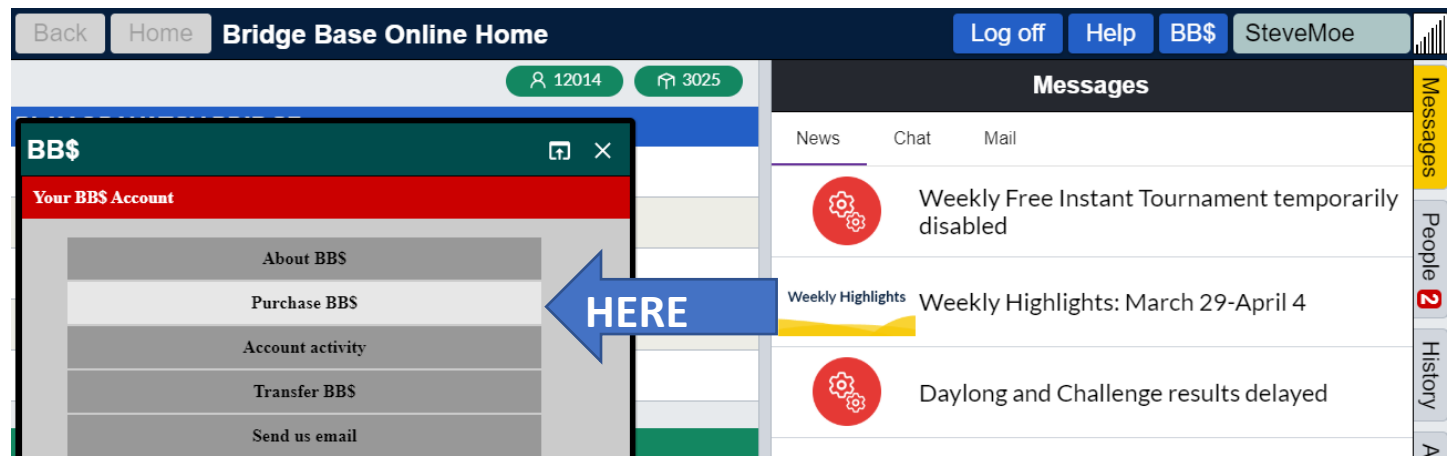 Back Home Bridge Base Online Home Log off Help BB$ SteveMoe
12014 3025
BB$
Your BB$ Account
About BB$
Purchase BB$
Account activity
Transfer BB$
Send us email
HERE
Messages
News Chat Mail
Weekly Free Instant Tournament temporarily
disabled
Weekly Highlights
Weekly Highlights: March 29-April 4
Daylong and Challenge results delayed
Messages
People 2
History
A